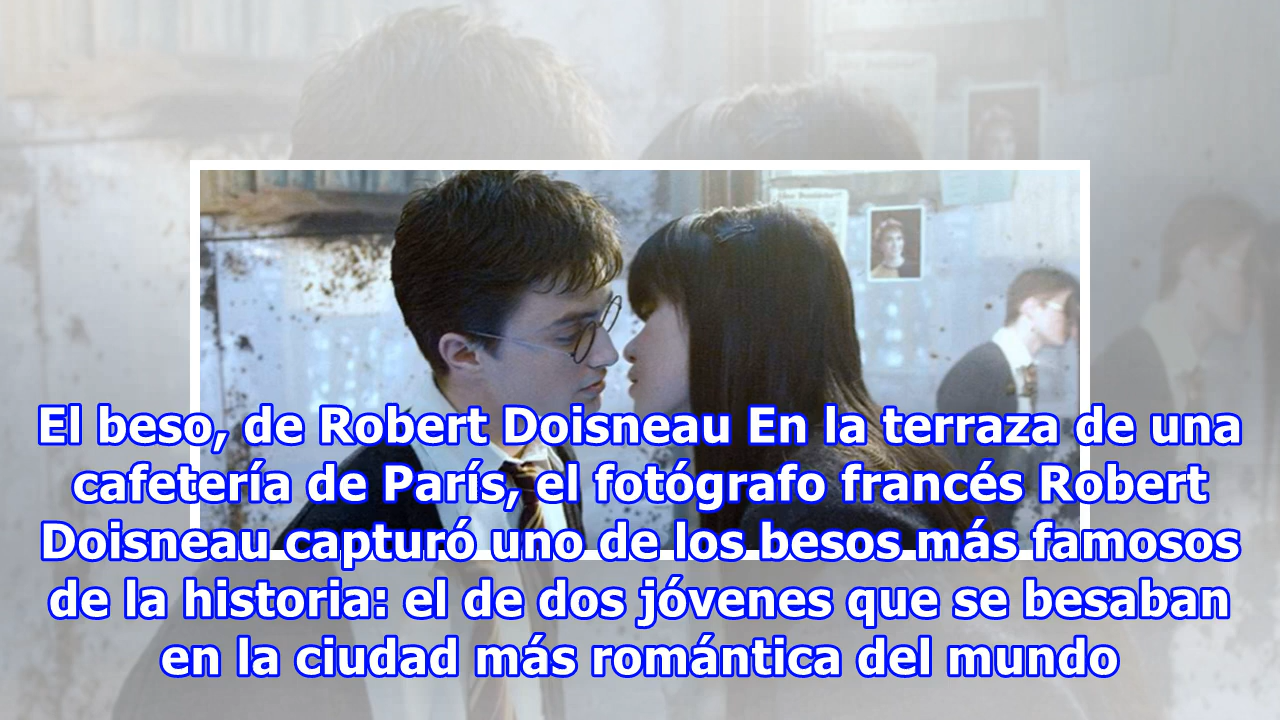 El beso, de Robert Doisneau En la terraza de una
cafetería de París, el fotógrafo francés Robert
Doisneau capturó uno de los besos más famosos
de la historia: el de dos jóvenes que se besaban
en la ciudad más romántica del mundo